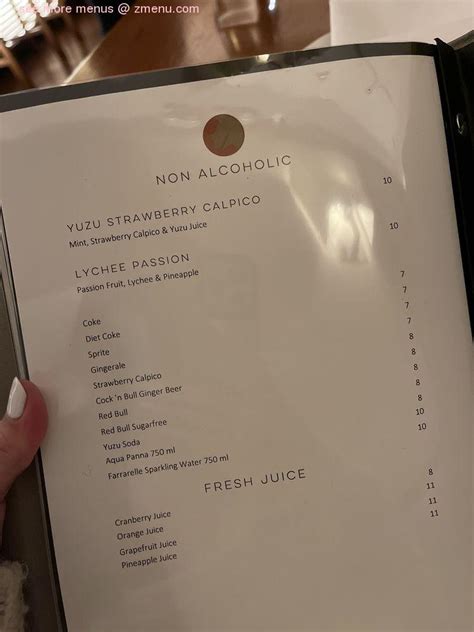 See More menus @ zmenu.com
NON ALCOHOLIC
YUZU STRAWBERRY CALPICO 10
Mint, Strawberry Calpico & Yuzu Juice
LYCHEE PASSION 10
Passion Fruit, Lychee & Pineapple
Coke 7
Diet Coke 7
Sprite 7
Gingerale 7
Strawberry Calpico 8
Cock 'n Bull Ginger Beer 8
Red Bull 8
Red Bull Sugarfree 8
Yuzu Soda 8
Aqua Panna 750 ml 10
Farrarelle Sparkling Water 750 ml 10
FRESH JUICE
Cranberry Juice 8
Orange Juice 11
Grapefruit Juice 11
Pineapple Juice 11